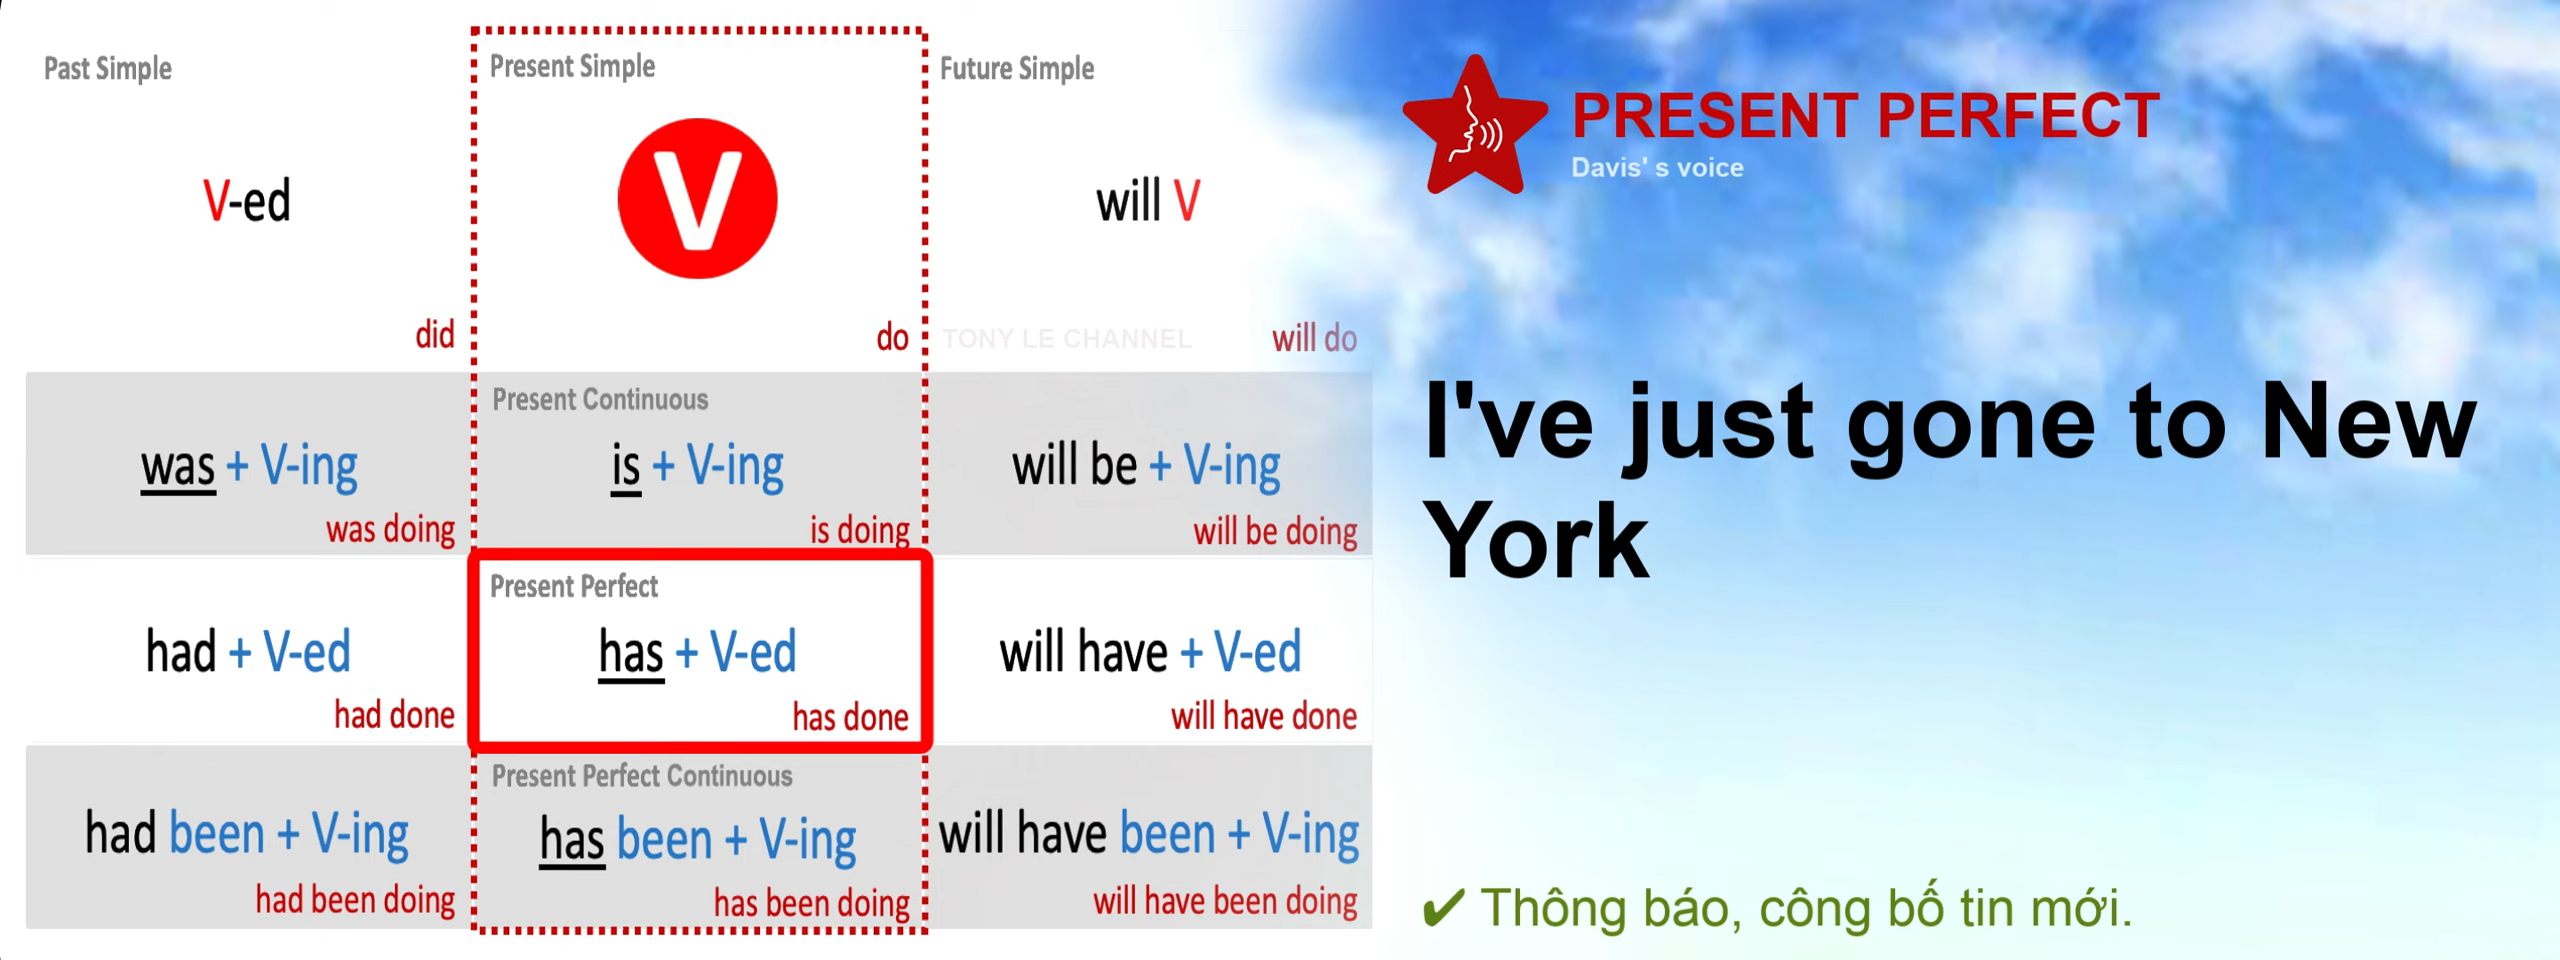 Past Simple
Present Simple
Future Simple
V-ed
V
will V
did
do
TONY LE CHANNEL
will do
Present Continuous
was + V-ing
is + V-ing
will be + V-ing
was doing
is doing
will be doing
Present Perfect
had + V-ed
has + V-ed
will have + V-ed
had done
has done
will have done
Present Perfect Continuous
had been + V-ing
has been + V-ing
will have been + V-ing
had been doing
has been doing
will have been doing
PRESENT PERFECT
Davis' s voice
I've just gone to New
York
✔ Thông báo, công bố tin mới.